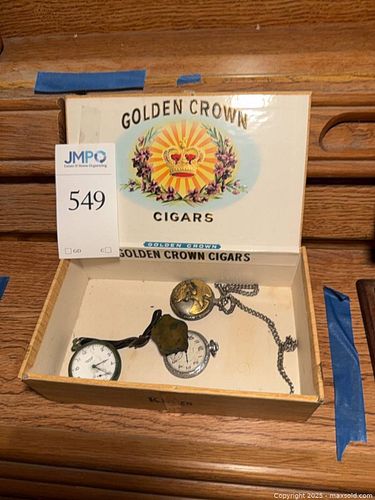 GOLDEN CROWN
CIGARS
JMPO
549
GOLDEN CROWN
GOLDEN CROWN CIGARS
Copyright 2025 - maxsold.com